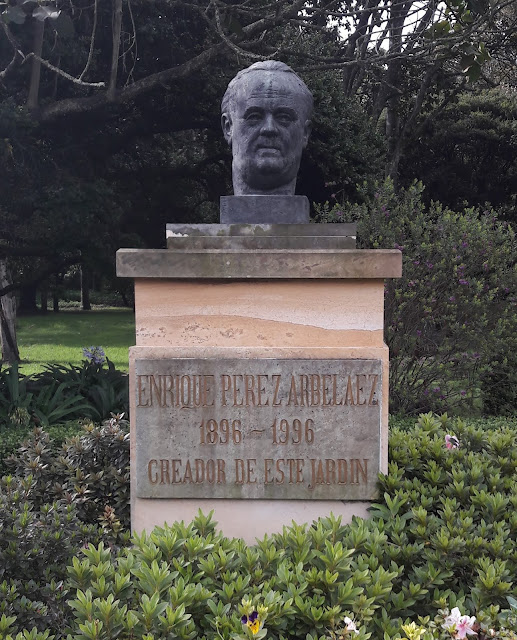 ENRIQUE PEREZ ARBELAEZ
1896 - 1996
CREADOR DE ESTE JARDIN